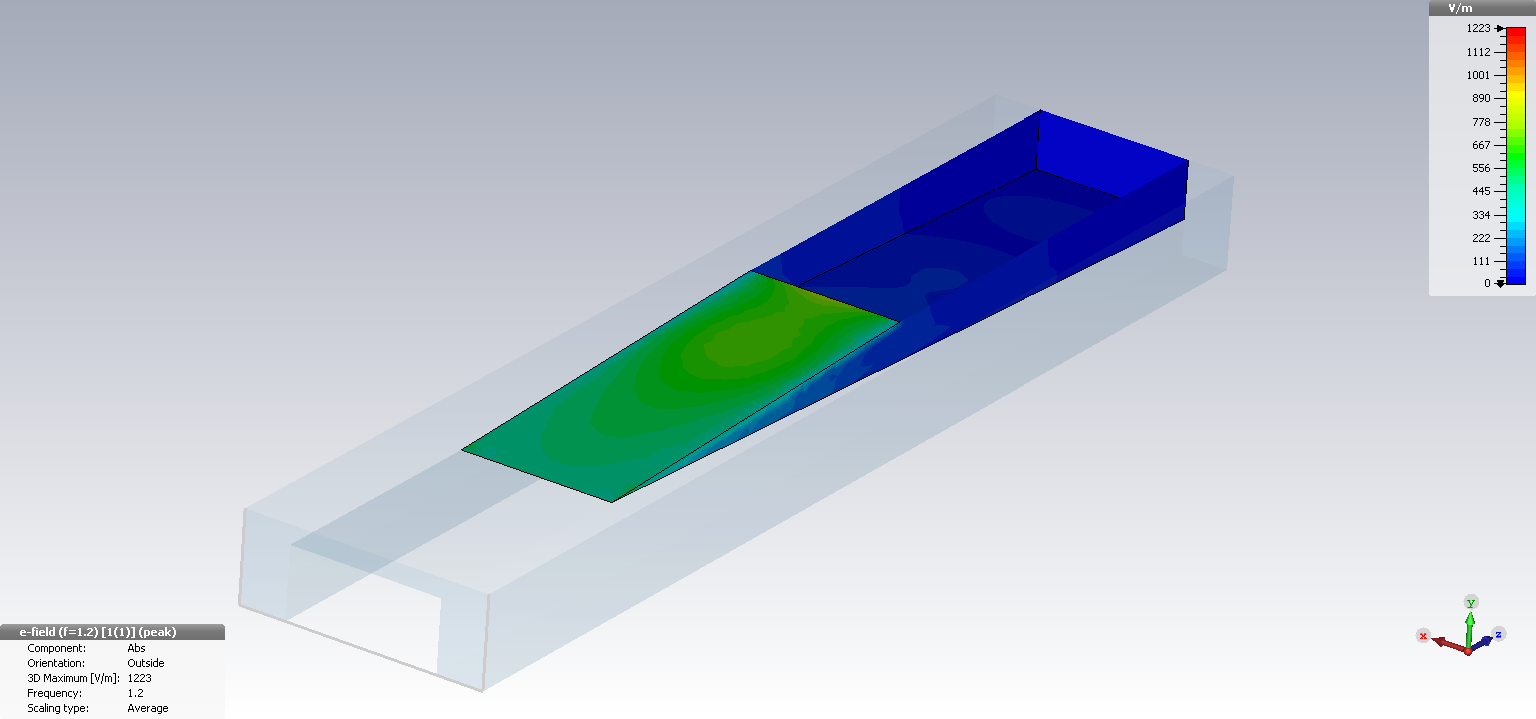 V/m
1223
1112
1001
890
778
667
556
445
334
222
111
0
y
x
z
e-field (f=1.2) [1(1)] (peak)
Component: Abs
Orientation: Outside
3D Maximum [V/m]: 1223
Frequency: 1.2
Scaling type: Average